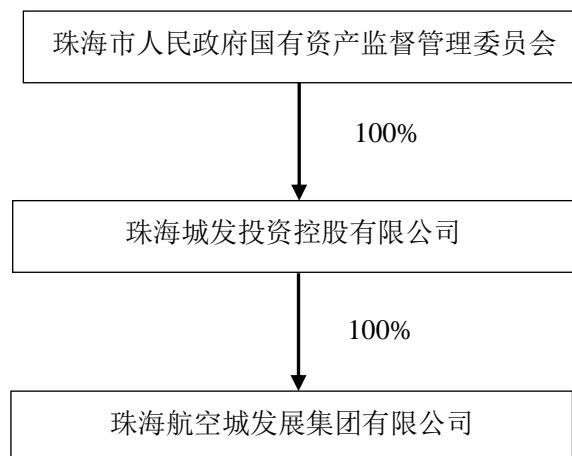 珠海市人民政府国有资产监督管理委员会
100%
珠海城发投资控股有限公司
100%
珠海航空城发展集团有限公司